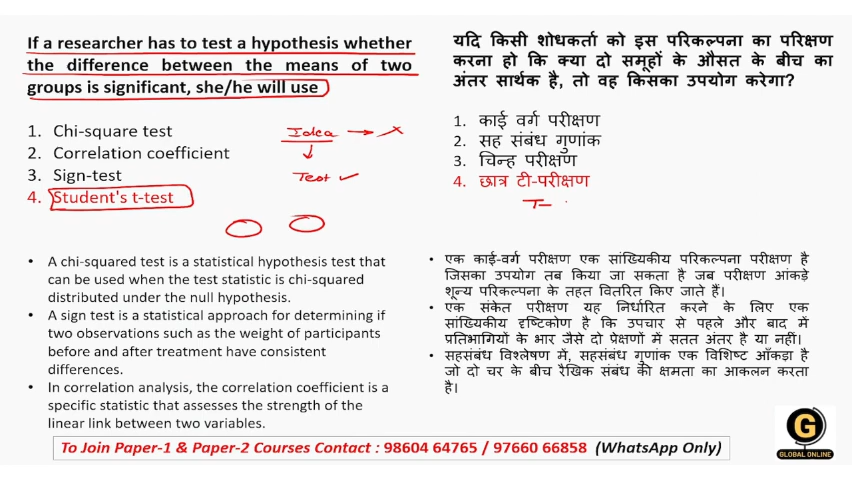 If a researcher has to test a hypothesis whether
the difference between the means of two
groups is significant, she/he will use
1. Chi-square test
2. Correlation coefficient
3. Sign-test
4. Student's t-test
Idea → ×
↓
Test ✓
यदि किसी शोधकर्ता को इस परिकल्पना का परिक्षण
करना हो कि क्या दो समूहों के औसत के बीच का
अंतर सार्थक है, तो वह किसका उपयोग करेगा?
1. काई वर्ग परीक्षण
2. सह संबंध गुणांक
3. चिन्ह परीक्षण
4. छात्र टी-परीक्षण
T-
• A chi-squared test is a statistical hypothesis test that
can be used when the test statistic is chi-squared
distributed under the null hypothesis.
• A sign test is a statistical approach for determining if
two observations such as the weight of participants
before and after treatment have consistent
differences.
• In correlation analysis, the correlation coefficient is a
specific statistic that assesses the strength of the
linear link between two variables.
• एक काई-वर्ग परीक्षण एक सांख्यिकीय परिकल्पना परीक्षण है
जिसका उपयोग तब किया जा सकता है जब परीक्षण आंकड़े
शून्य परिकल्पना के तहत वितरित किए जाते हैं।
• एक संकेत परीक्षण यह निर्धारित करने के लिए एक
सांख्यिकीय दृष्टिकोण है कि उपचार से पहले और बाद में
प्रतिभागियों के भार जैसे दो प्रेक्षणों में सतत अंतर है या नहीं।
• सहसंबंध विश्लेषण में, सहसंबंध गुणांक एक विशिष्ट आँकड़ा है
जो दो चर के बीच रैखिक संबंध की क्षमता का आकलन करता
है।
To Join Paper-1 & Paper-2 Courses Contact : 98604 64765 / 97660 66858 (WhatsApp Only)
G
GLOBAL ONLINE